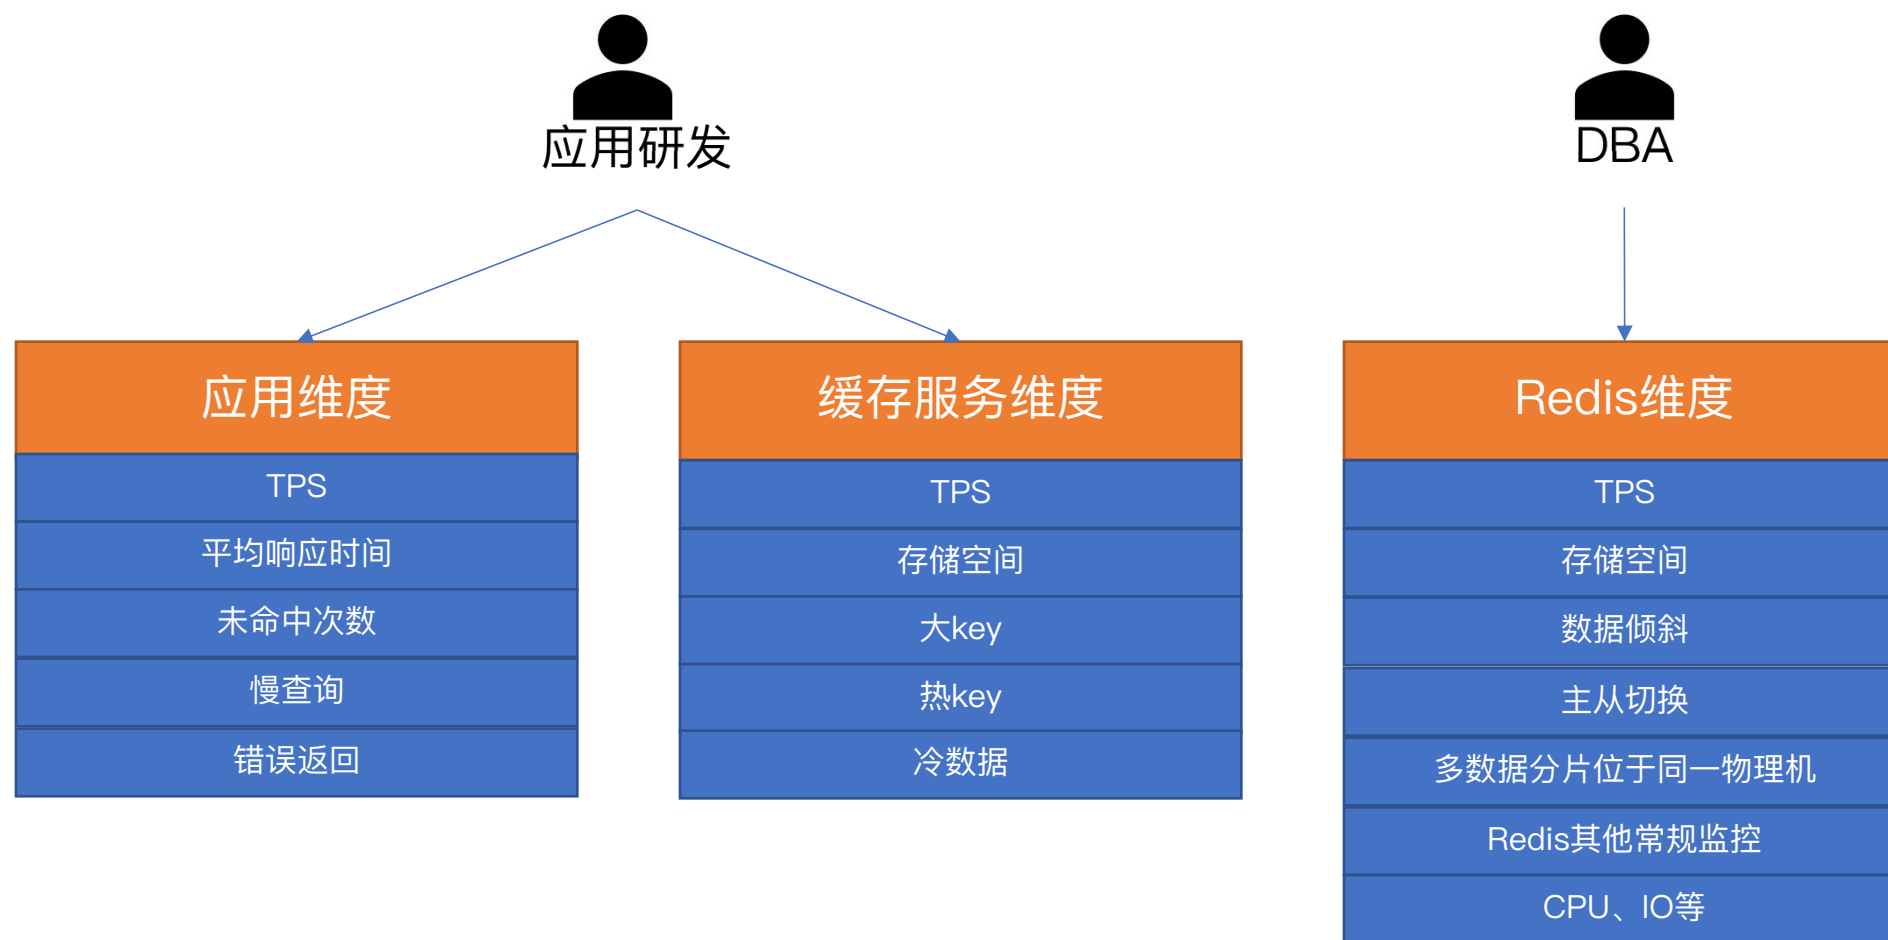 应用研发
DBA
应用维度
TPS
平均响应时间
未命中次数
慢查询
错误返回
缓存服务维度
TPS
存储空间
大key
热key
冷数据
Redis维度
TPS
存储空间
数据倾斜
主从切换
多数据分片位于同一物理机
Redis其他常规监控
CPU、IO等